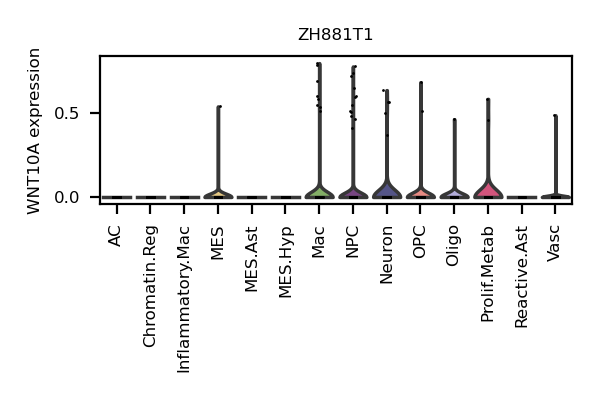 ZH881T1
WNT10A expression
0.5
0.0
AC
Chromatin.Reg
Inflammatory.Mac
MES
MES.Ast
MES.Hyp
Mac
NPC
Neuron
OPC
Oligo
Prolif.Metab
Reactive.Ast
Vasc